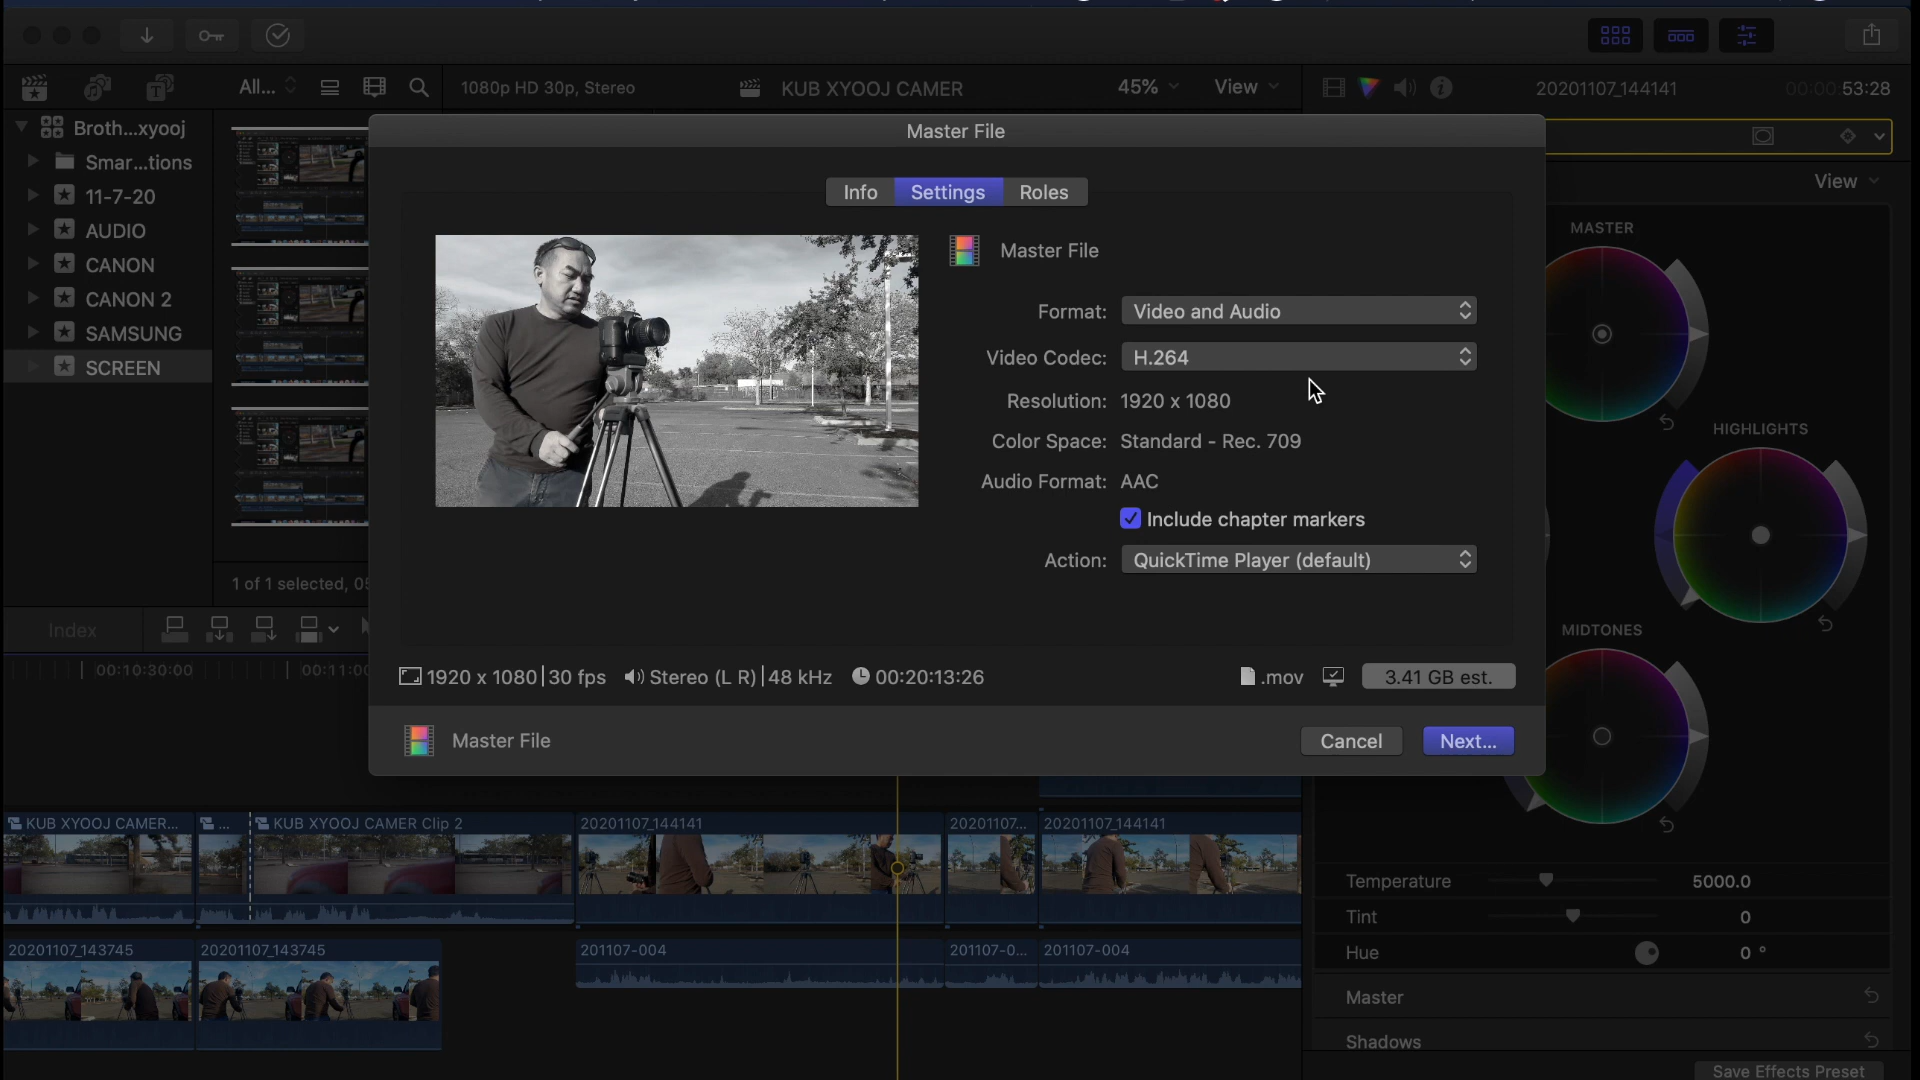 All...
1080p HD 30p, Stereo
KUB XYOOJ CAMER
45%
View
20201107_144141
00:00:53:28
Broth...xyooj
Smar...tions
11-7-20
AUDIO
CANON
CANON 2
SAMSUNG
SCREEN
1 of 1 selected,
Master File
Info
Settings
Roles
Master File
Format: Video and Audio
Video Codec: H.264
Resolution: 1920 x 1080
Color Space: Standard - Rec. 709
Audio Format: AAC
Include chapter markers
Action: QuickTime Player (default)
1920 x 1080 | 30 fps
Stereo (L R) | 48 kHz
00:20:13:26
.mov
3.41 GB est.
Master File
Cancel
Next...
View
MASTER
HIGHLIGHTS
MIDTONES
Temperature 5000.0
Tint 0
Hue 0 °
Master
Shadows
Save Effects Preset
Index
00:10:30:00
KUB XYOOJ CAMER...
...
KUB XYOOJ CAMER Clip 2
20201107_144141
20201107...
20201107_144141
20201107_143745
20201107_143745
201107-004
201107-0...
201107-004